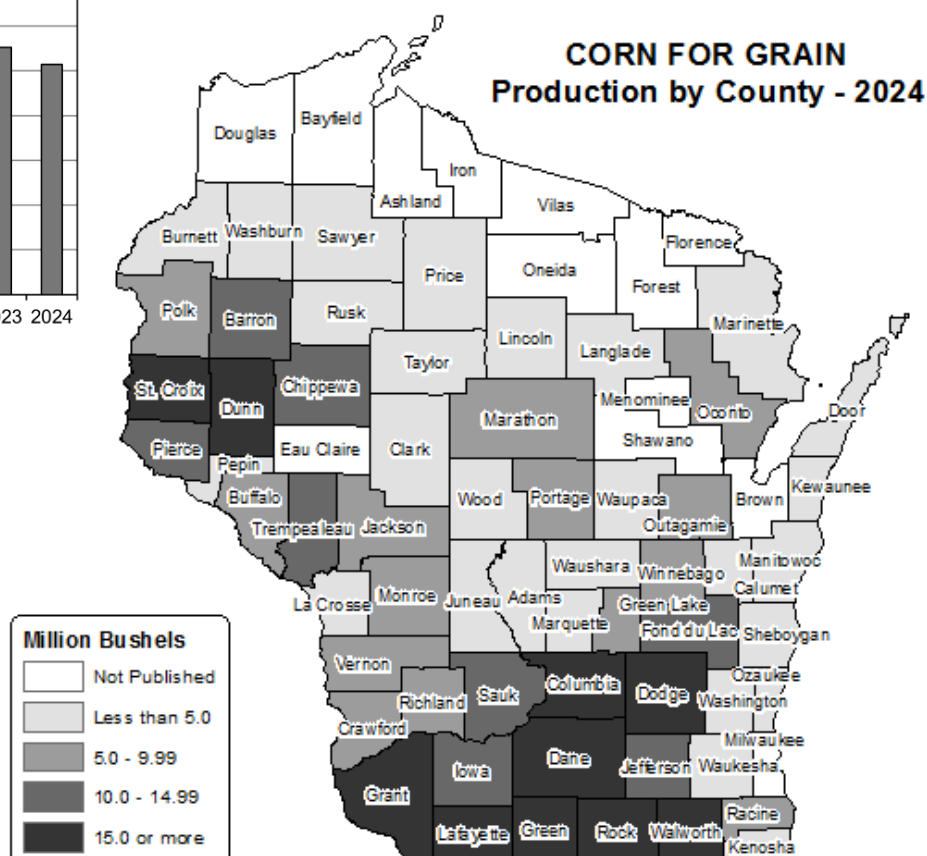 CORN FOR GRAIN
Production by County - 2024
2024
Douglas
Bayfield
Iron
Ashland
Vilas
Burnett
Washburn
Sawyer
Florence
Price
Oneida
Forest
Polk
Barron
Rusk
Marinette
Lincoln
Langlade
Taylor
St. Croix
Dunn
Chippewa
Menominee
Oconto
Door
Marathon
Pierce
Eau Claire
Clark
Shawano
Pepin
Buffalo
Wood
Portage
Waupaca
Brown
Kewaunee
Trempealeau
Jackson
Outagamie
Waushara
Winnebago
Manitowoc
Calumet
La Crosse
Monroe
Juneau
Adams
Marquette
Green Lake
Fond du Lac
Sheboygan
Vernon
Richland
Sauk
Columbia
Dodge
Ozaukee
Washington
Crawford
Milwaukee
Iowa
Dane
Jefferson
Waukesha
Grant
Lafayette
Green
Rock
Walworth
Racine
Kenosha
Million Bushels
Not Published
Less than 5.0
5.0 - 9.99
10.0 - 14.99
15.0 or more